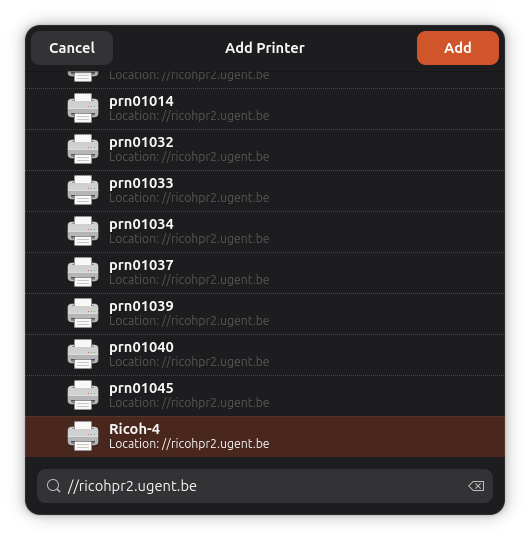 Cancel
Add Printer
Add
Location: //ricohpr2.ugent.be
prn01014
Location: //ricohpr2.ugent.be
prn01032
Location: //ricohpr2.ugent.be
prn01033
Location: //ricohpr2.ugent.be
prn01034
Location: //ricohpr2.ugent.be
prn01037
Location: //ricohpr2.ugent.be
prn01039
Location: //ricohpr2.ugent.be
prn01040
Location: //ricohpr2.ugent.be
prn01045
Location: //ricohpr2.ugent.be
Ricoh-4
Location: //ricohpr2.ugent.be
//ricohpr2.ugent.be